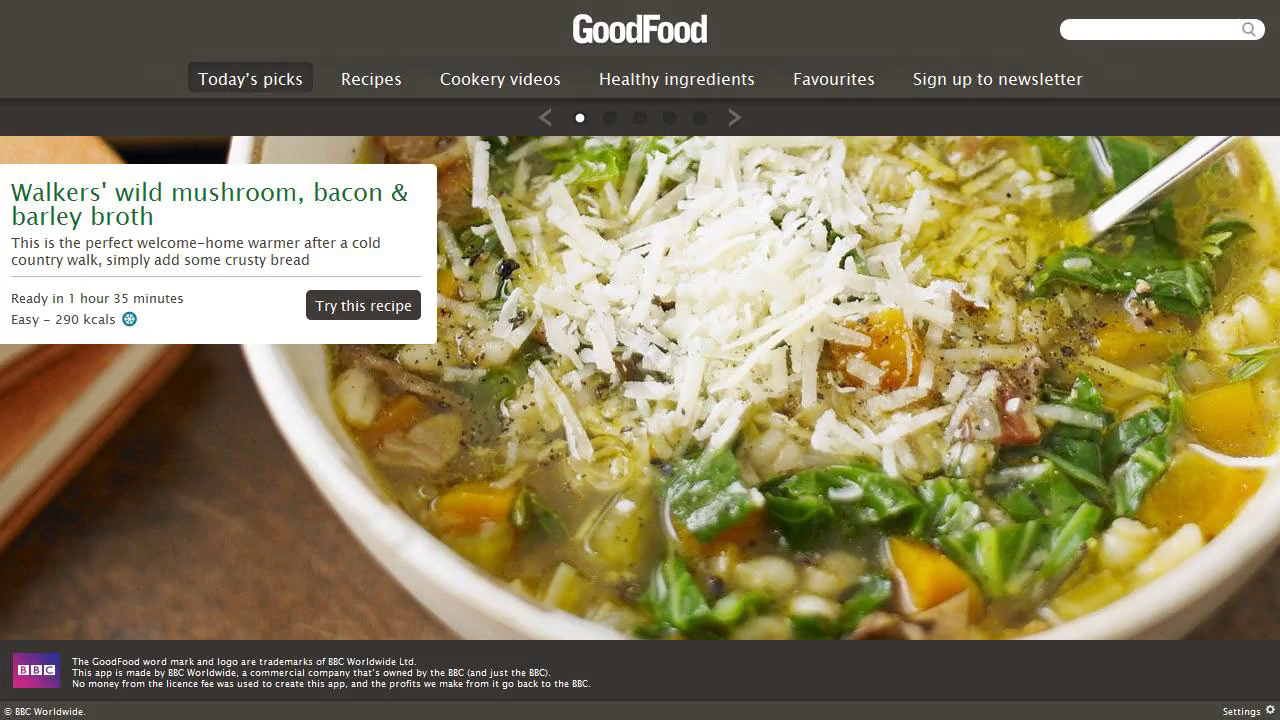 GoodFood
Today's picks
Recipes
Cookery videos
Healthy ingredients
Favourites
Sign up to newsletter
Walkers' wild mushroom, bacon &
barley broth
This is the perfect welcome-home warmer after a cold
country walk, simply add some crusty bread
Ready in 1 hour 35 minutes
Easy - 290 kcals
Try this recipe
BBC
The GoodFood word mark and logo are trademarks of BBC Worldwide Ltd.
This app is made by BBC Worldwide, a commercial company that's owned by the BBC (and just the BBC).
No money from the licence fee was used to create this app, and the profits we make from it go back to the BBC.
© BBC Worldwide.
Settings